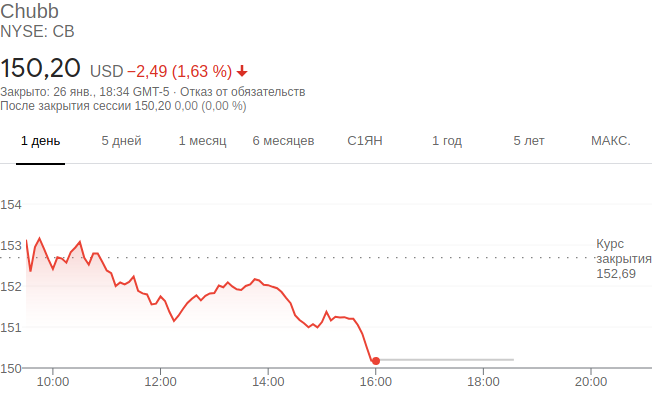 Chubb
NYSE: CB
150,20 USD −2,49 (1,63 %)
Закрыто: 26 янв., 18:34 GMT-5 · Отказ от обязательств
После закрытия сессии 150,20 0,00 (0,00 %)
1 день 5 дней 1 месяц 6 месяцев С1ЯН 1 год 5 лет МАКС.
154
153
152
151
150
Курс
закрытия
152,69
10:00 12:00 14:00 16:00 18:00 20:00